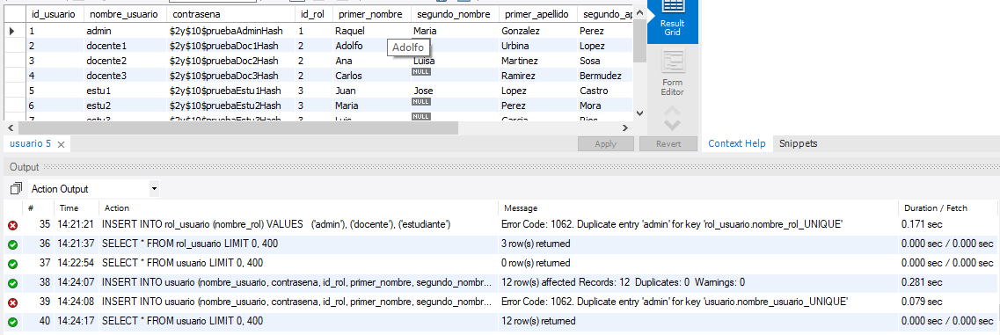 id_usuario nombre_usuario contrasena id_rol primer_nombre segundo_nombre primer_apellido segundo_ap
1 admin $2y$10$pruebaAdminHash 1 Raquel Maria Gonzalez Perez
2 docente1 $2y$10$pruebaDoc1Hash 2 Adolfo Urbina Lopez
Adolfo
3 docente2 $2y$10$pruebaDoc2Hash 2 Ana Luisa Martinez Sosa
4 docente3 $2y$10$pruebaDoc3Hash 2 Carlos NULL Ramirez Bermudez
5 estu1 $2y$10$pruebaEstu1Hash 3 Juan Jose Lopez Castro
6 estu2 $2y$10$pruebaEstu2Hash 3 Maria NULL Perez Mora
7 estu3 $2y$10$pruebaEstu3Hash 3 Luis NULL Garcia Rios
Result
Grid
Form
Editor
usuario 5 Apply Revert Context Help Snippets
Output
Action Output
# Time Action Message Duration / Fetch
35 14:21:21 INSERT INTO rol_usuario (nombre_rol) VALUES ('admin'), ('docente'), ('estudiante') Error Code: 1062. Duplicate entry 'admin' for key 'rol_usuario.nombre_rol_UNIQUE' 0.171 sec
36 14:21:37 SELECT * FROM rol_usuario LIMIT 0, 400 3 row(s) returned 0.000 sec / 0.000 sec
37 14:22:54 SELECT * FROM usuario LIMIT 0, 400 0 row(s) returned 0.000 sec / 0.000 sec
38 14:24:07 INSERT INTO usuario (nombre_usuario, contrasena, id_rol, primer_nombre, segundo_nombr... 12 row(s) affected Records: 12 Duplicates: 0 Warnings: 0 0.281 sec
39 14:24:08 INSERT INTO usuario (nombre_usuario, contrasena, id_rol, primer_nombre, segundo_nombr... Error Code: 1062. Duplicate entry 'admin' for key 'usuario.nombre_usuario_UNIQUE' 0.079 sec
40 14:24:17 SELECT * FROM usuario LIMIT 0, 400 12 row(s) returned 0.000 sec / 0.000 sec